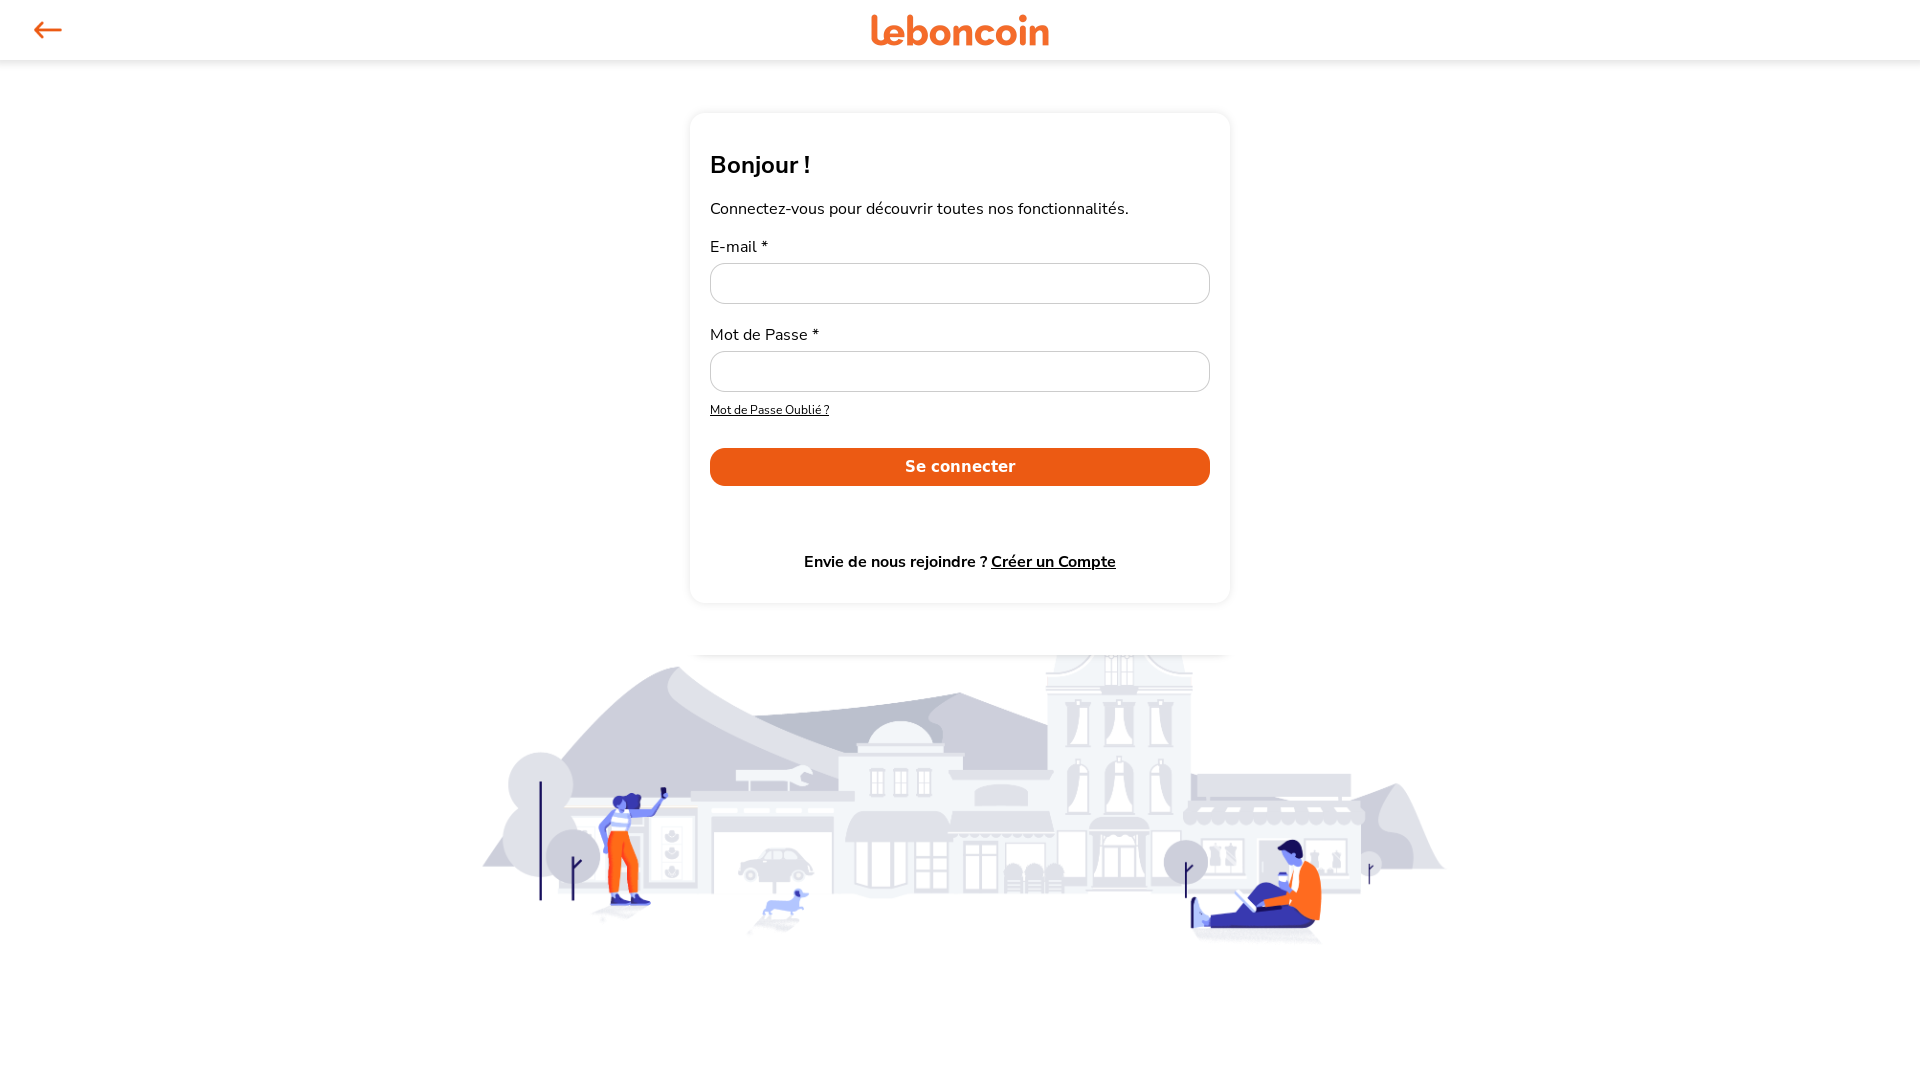 leboncoin
Bonjour !
Connectez-vous pour découvrir toutes nos fonctionnalités.
E-mail *
Mot de Passe *
Mot de Passe Oublié ?
Se connecter
Envie de nous rejoindre ? Créer un Compte